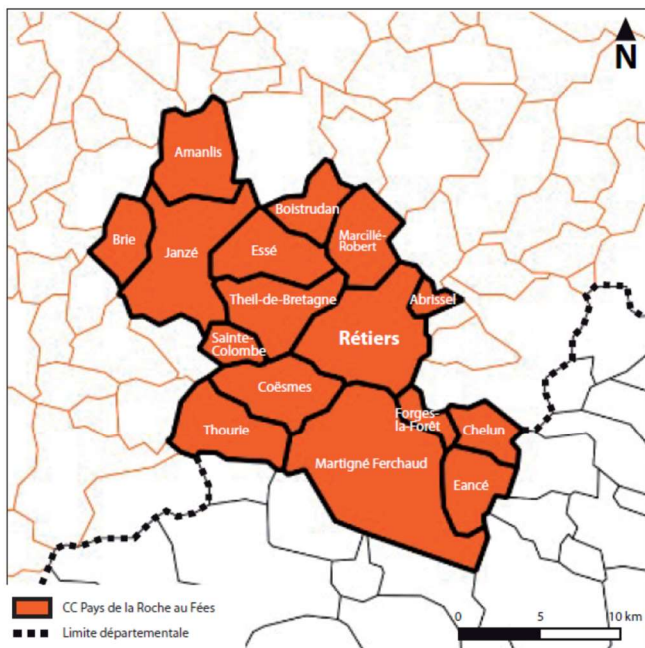 N
Amanlis
Boistrudan
Brie
Janzé
Essé
Marcillé-
Robert
Theil-de-Bretagne
Abrissel
Sainte-
Colombe
Rétiers
Coësmes
Forges-
la-Forêt
Thourie
Chelun
Martigné Ferchaud
Eancé
CC Pays de la Roche au Fées
Limite départementale
0 5 10 km